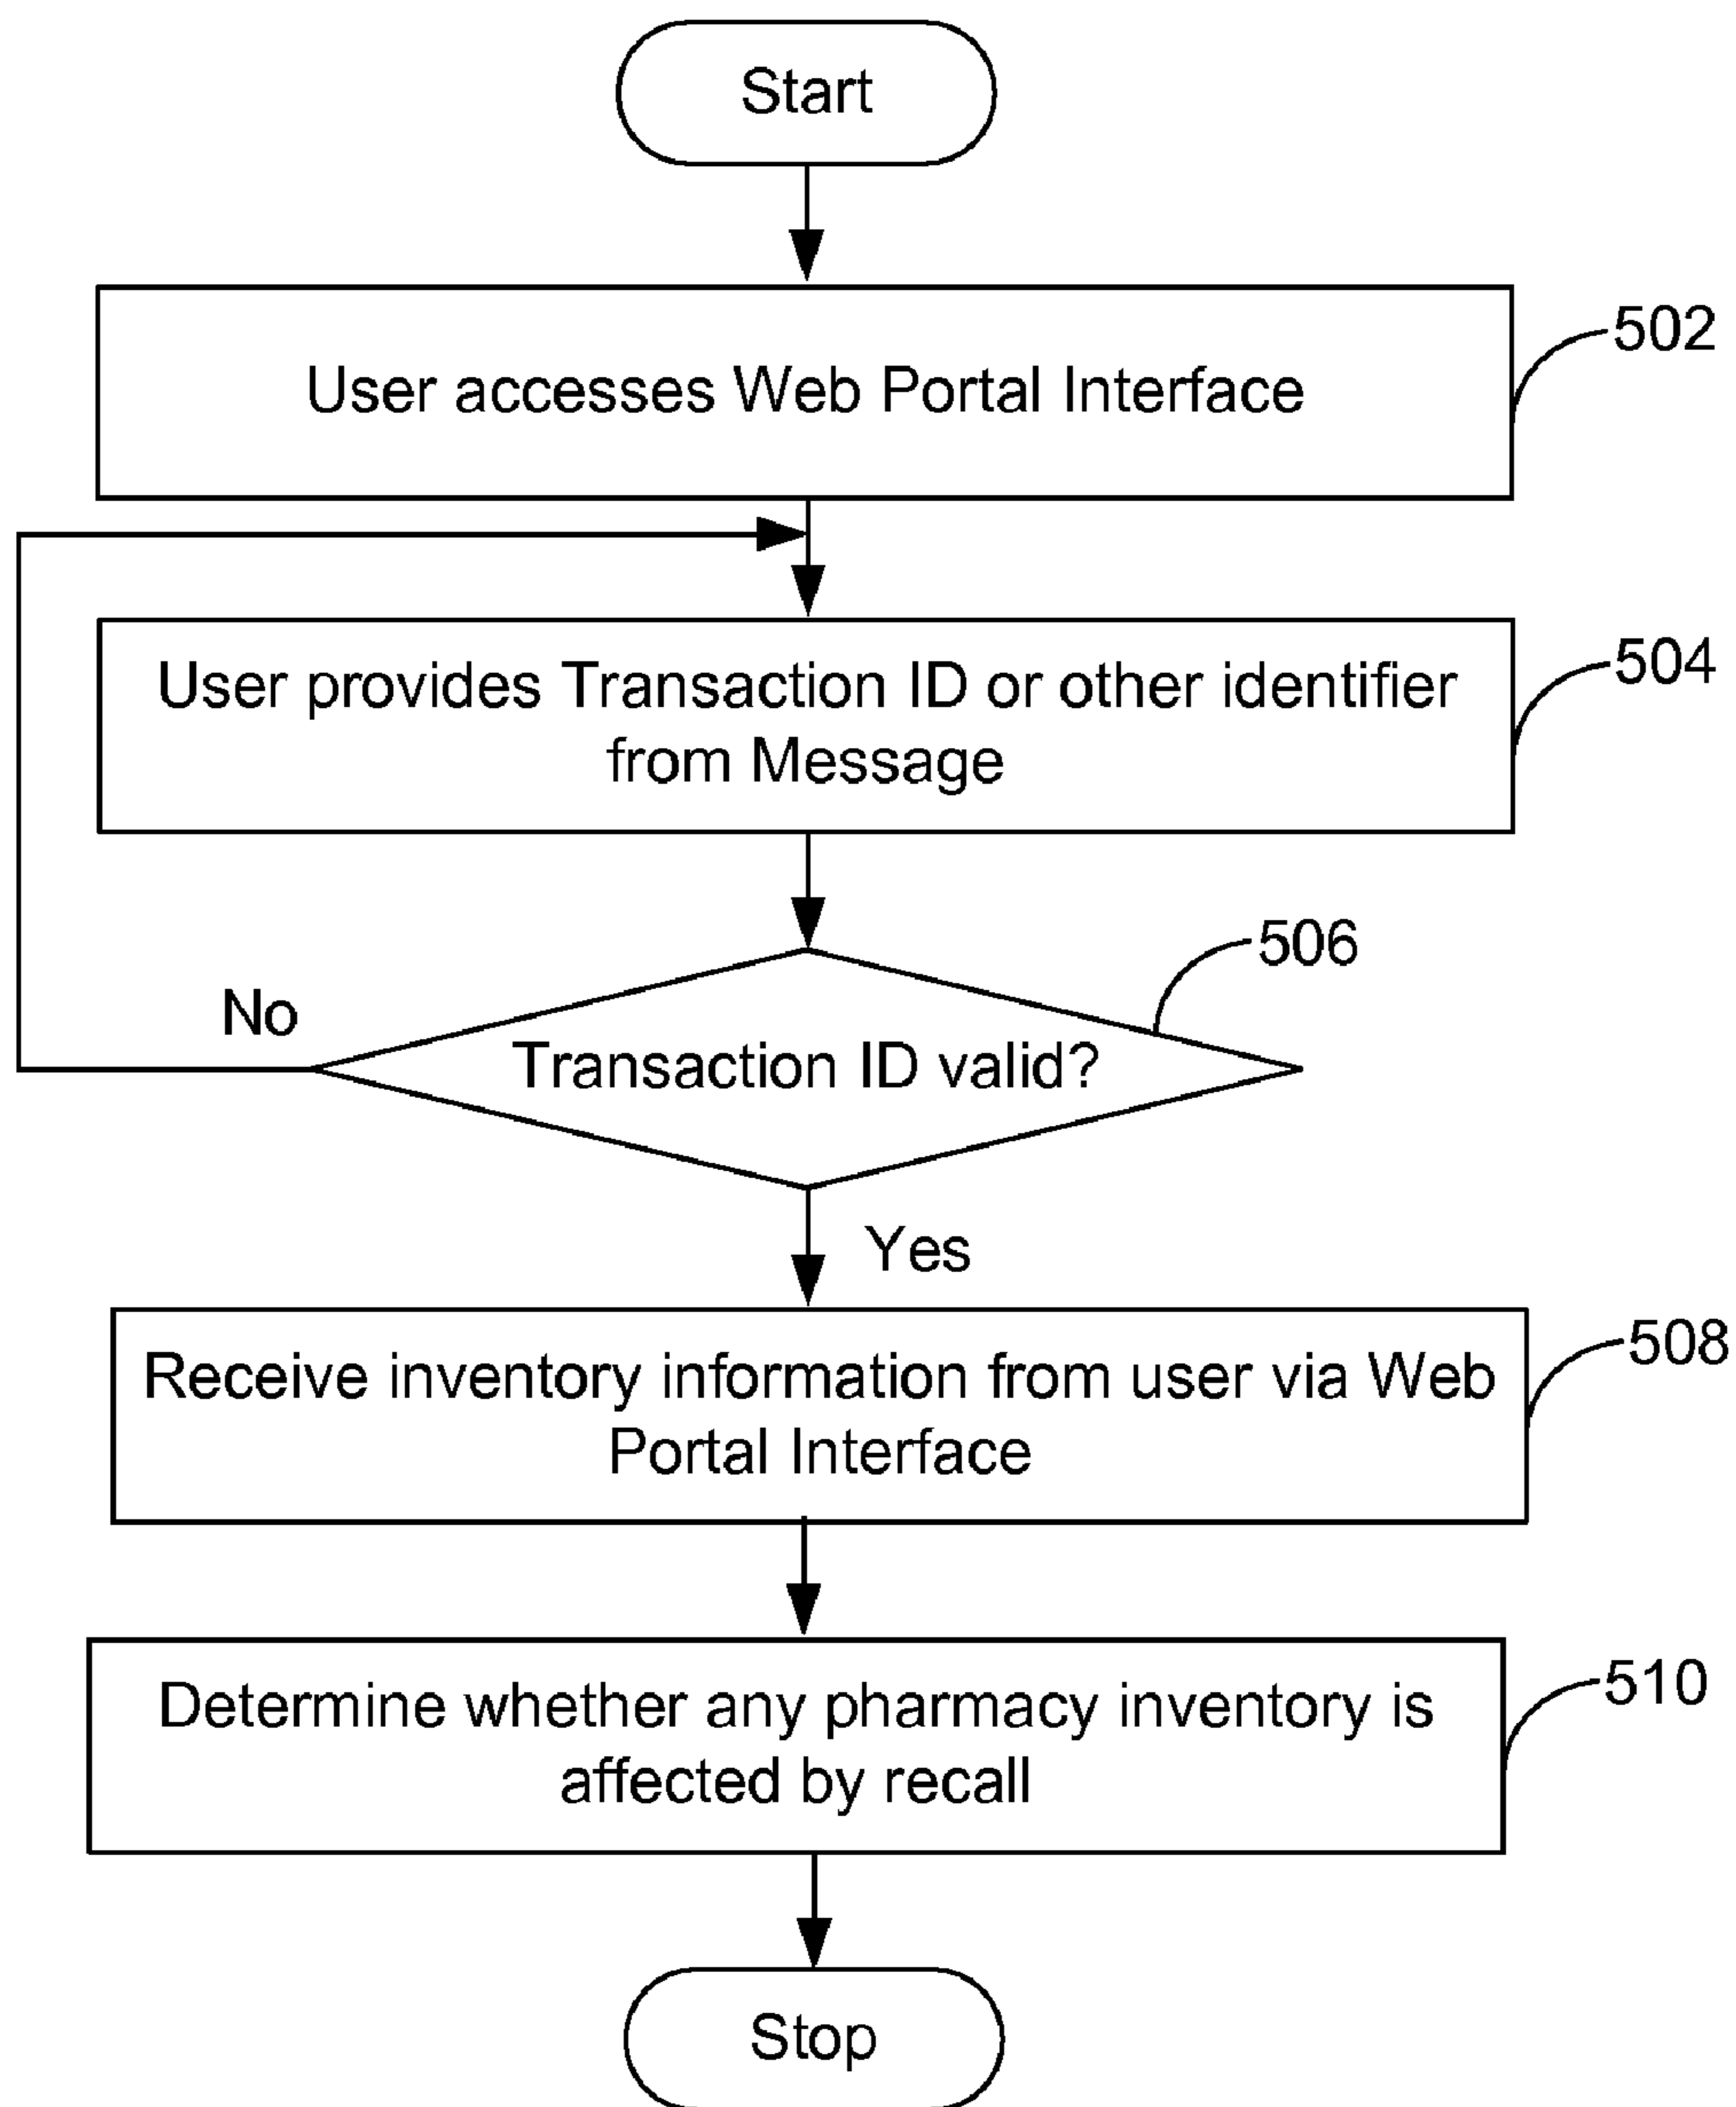 Start
User accesses Web Portal Interface
502
User provides Transaction ID or other identifier
from Message
504
506
No
Transaction ID valid?
Yes
Receive inventory information from user via Web
Portal Interface
508
Determine whether any pharmacy inventory is
affected by recall
510
Stop